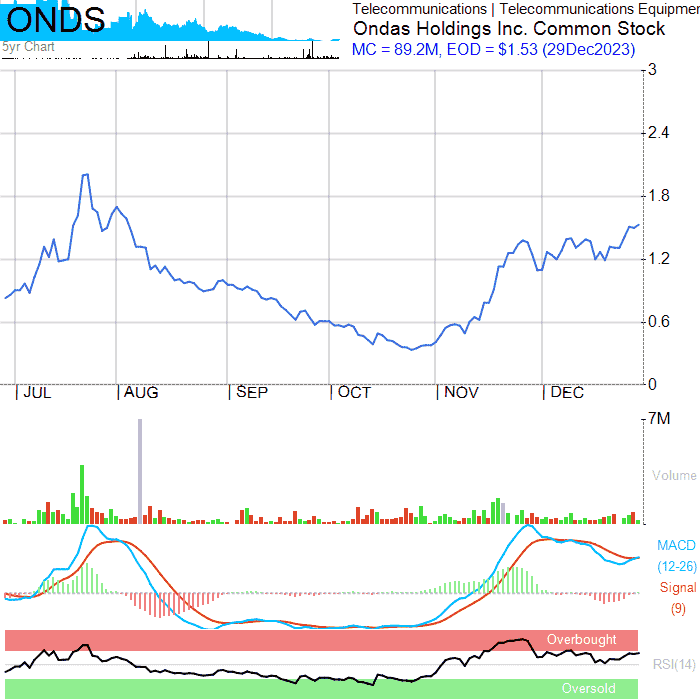 ONDS
5yr Chart
Telecommunications | Telecommunications Equipmen
Ondas Holdings Inc. Common Stock
MC = 89.2M, EOD = $1.53 (29Dec2023)
3
2.4
1.8
1.2
0.6
0
JUL
AUG
SEP
OCT
NOV
DEC
7M
Volume
MACD
(12-26)
Signal
(9)
Overbought
RSI(14)
Oversold